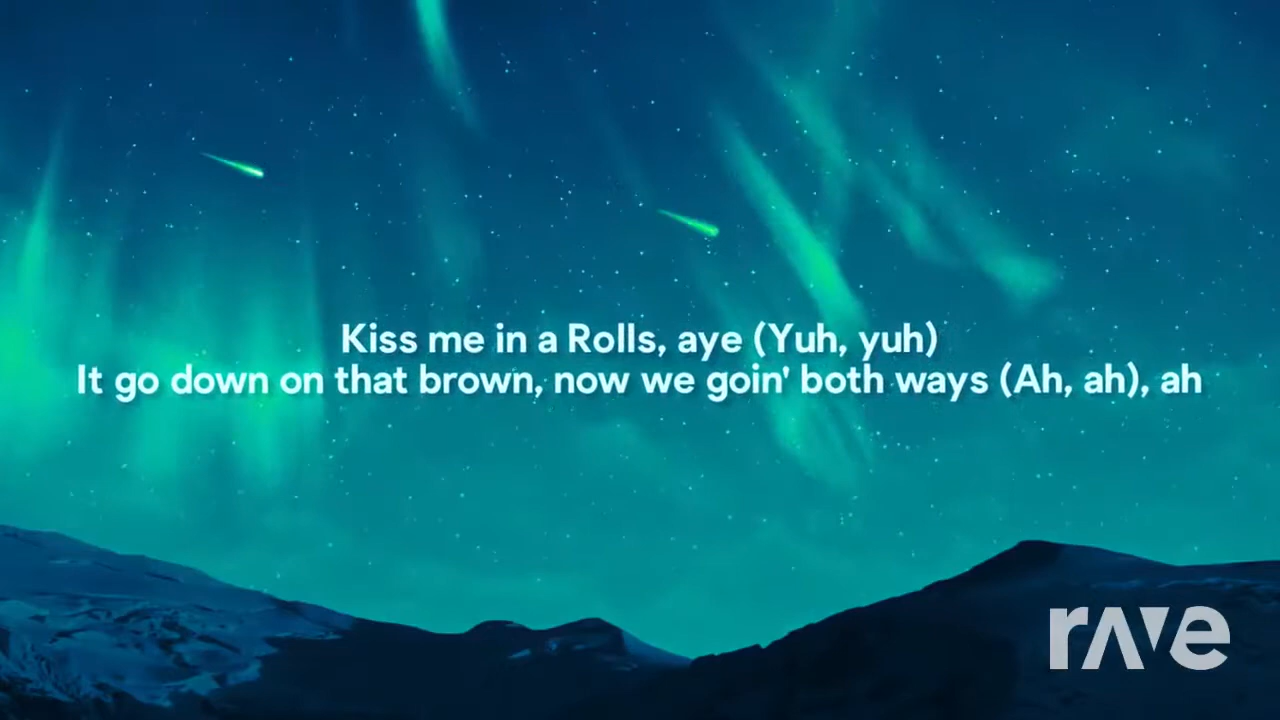 Kiss me in a Rolls, aye (Yuh, yuh)
It go down on that brown, now we goin' both ways (Ah, ah), ah
rave